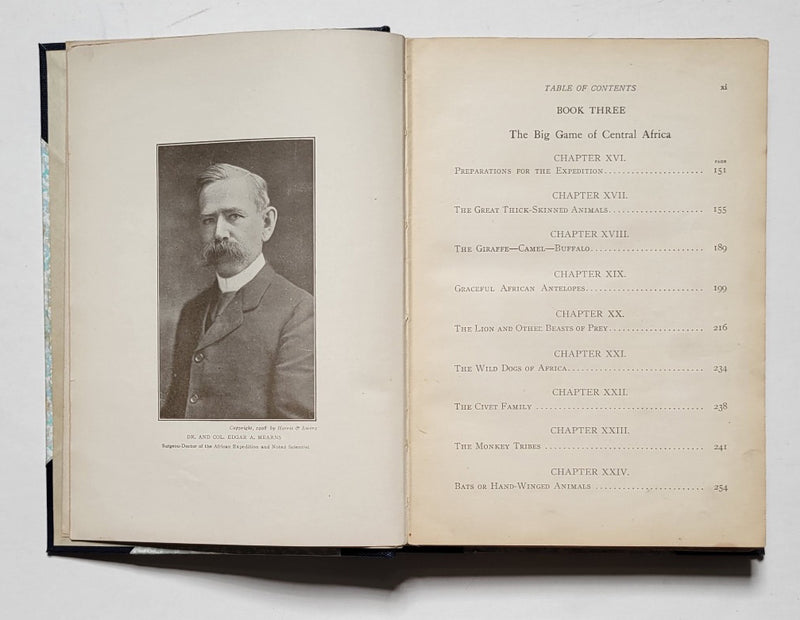 Copyright, 1908 by Harris & Ewing
DR. AND COL. EDGAR A. MEARNS
Surgeon-Doctor of the African Expedition and Noted Scientist
TABLE OF CONTENTS xi
BOOK THREE
The Big Game of Central Africa
CHAPTER XVI.
PAGE
PREPARATIONS FOR THE EXPEDITION...................... 151
CHAPTER XVII.
THE GREAT THICK-SKINNED ANIMALS..................... 155
CHAPTER XVIII.
THE GIRAFFE—CAMEL—BUFFALO......................... 189
CHAPTER XIX.
GRACEFUL AFRICAN ANTELOPES.......................... 199
CHAPTER XX.
THE LION AND OTHER BEASTS OF PREY..................... 216
CHAPTER XXI.
THE WILD DOGS OF AFRICA.............................. 234
CHAPTER XXII.
THE CIVET FAMILY .................................... 238
CHAPTER XXIII.
THE MONKEY TRIBES ................................... 241
CHAPTER XXIV.
BATS OR HAND-WINGED ANIMALS ........................ 254